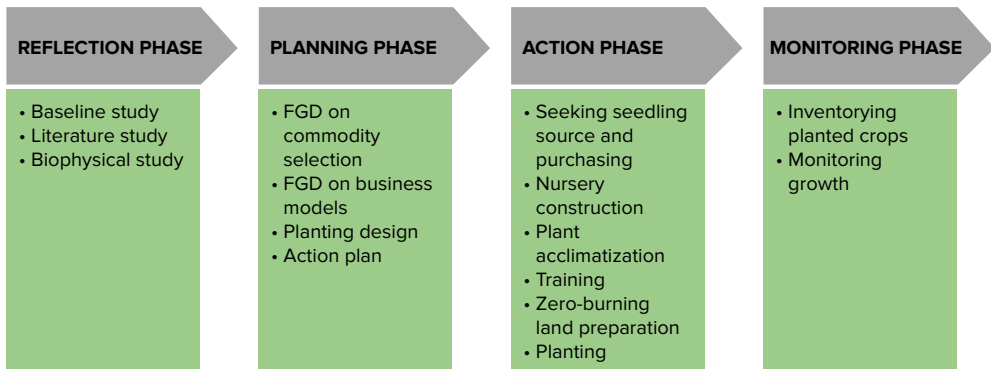 REFLECTION PHASE
• Baseline study
• Literature study
• Biophysical study
PLANNING PHASE
• FGD on
commodity
selection
• FGD on business
models
• Planting design
• Action plan
ACTION PHASE
• Seeking seedling
source and
purchasing
• Nursery
construction
• Plant
acclimatization
• Training
• Zero-burning
land preparation
• Planting
MONITORING PHASE
• Inventorying
planted crops
• Monitoring
growth